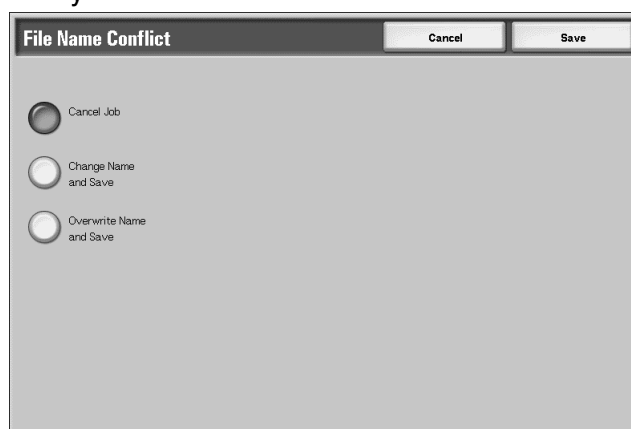 File Name Conflict
Cancel
Save
Cancel Job
Change Name
and Save
Overwrite Name
and Save